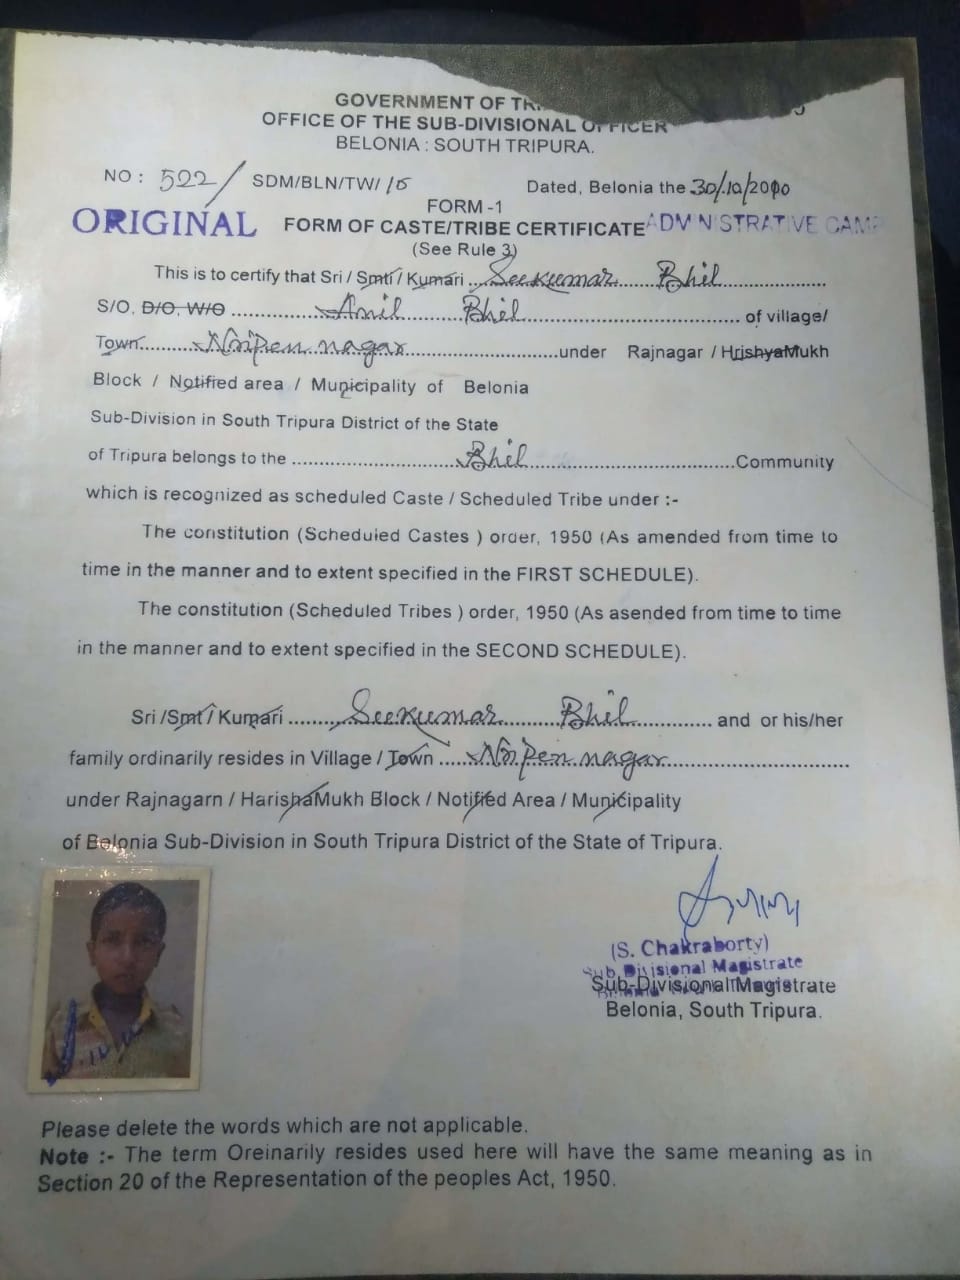 GOVERNMENT OF
OFFICE OF THE SUB-DIVISIONAL OFFICER
BELONIA : SOUTH TRIPURA.
NO : 522/ SDM/BLN/TW/ Dated, Belonia the 30/10/2010
FORM -1
ORIGINAL FORM OF CASTE/TRIBE CERTIFICATE ADMINISTRATIVE CAMP
(See Rule 3)
This is to certify that Sri / Smti / Kumari ... Seekumar Bhil
S/O, D/O, W/O ... Anil Bhil ... of village/
Town ... Nripen nagar ... under Rajnagar / HrishyaMukh
Block / Notified area / Municipality of Belonia
Sub-Division in South Tripura District of the State
of Tripura belongs to the ... Bhil ... Community
which is recognized as scheduled Caste / Scheduled Tribe under :-
The constitution (Scheduled Castes ) order, 1950 (As amended from time to
time in the manner and to extent specified in the FIRST SCHEDULE).
The constitution (Scheduled Tribes ) order, 1950 (As asended from time to time
in the manner and to extent specified in the SECOND SCHEDULE).
Sri /Smt / Kumari ... Seekumar Bhil ... and or his/her
family ordinarily resides in Village / Town ... Nripen nagar
under Rajnagarn / HarishaMukh Block / Notified Area / Municipality
of Belonia Sub-Division in South Tripura District of the State of Tripura.
(S. Chakraborty)
Sub Divisional Magistrate
Sub-Divisional Magistrate
Belonia, South Tripura.
Please delete the words which are not applicable.
Note :- The term Oreinarily resides used here will have the same meaning as in
Section 20 of the Representation of the peoples Act, 1950.